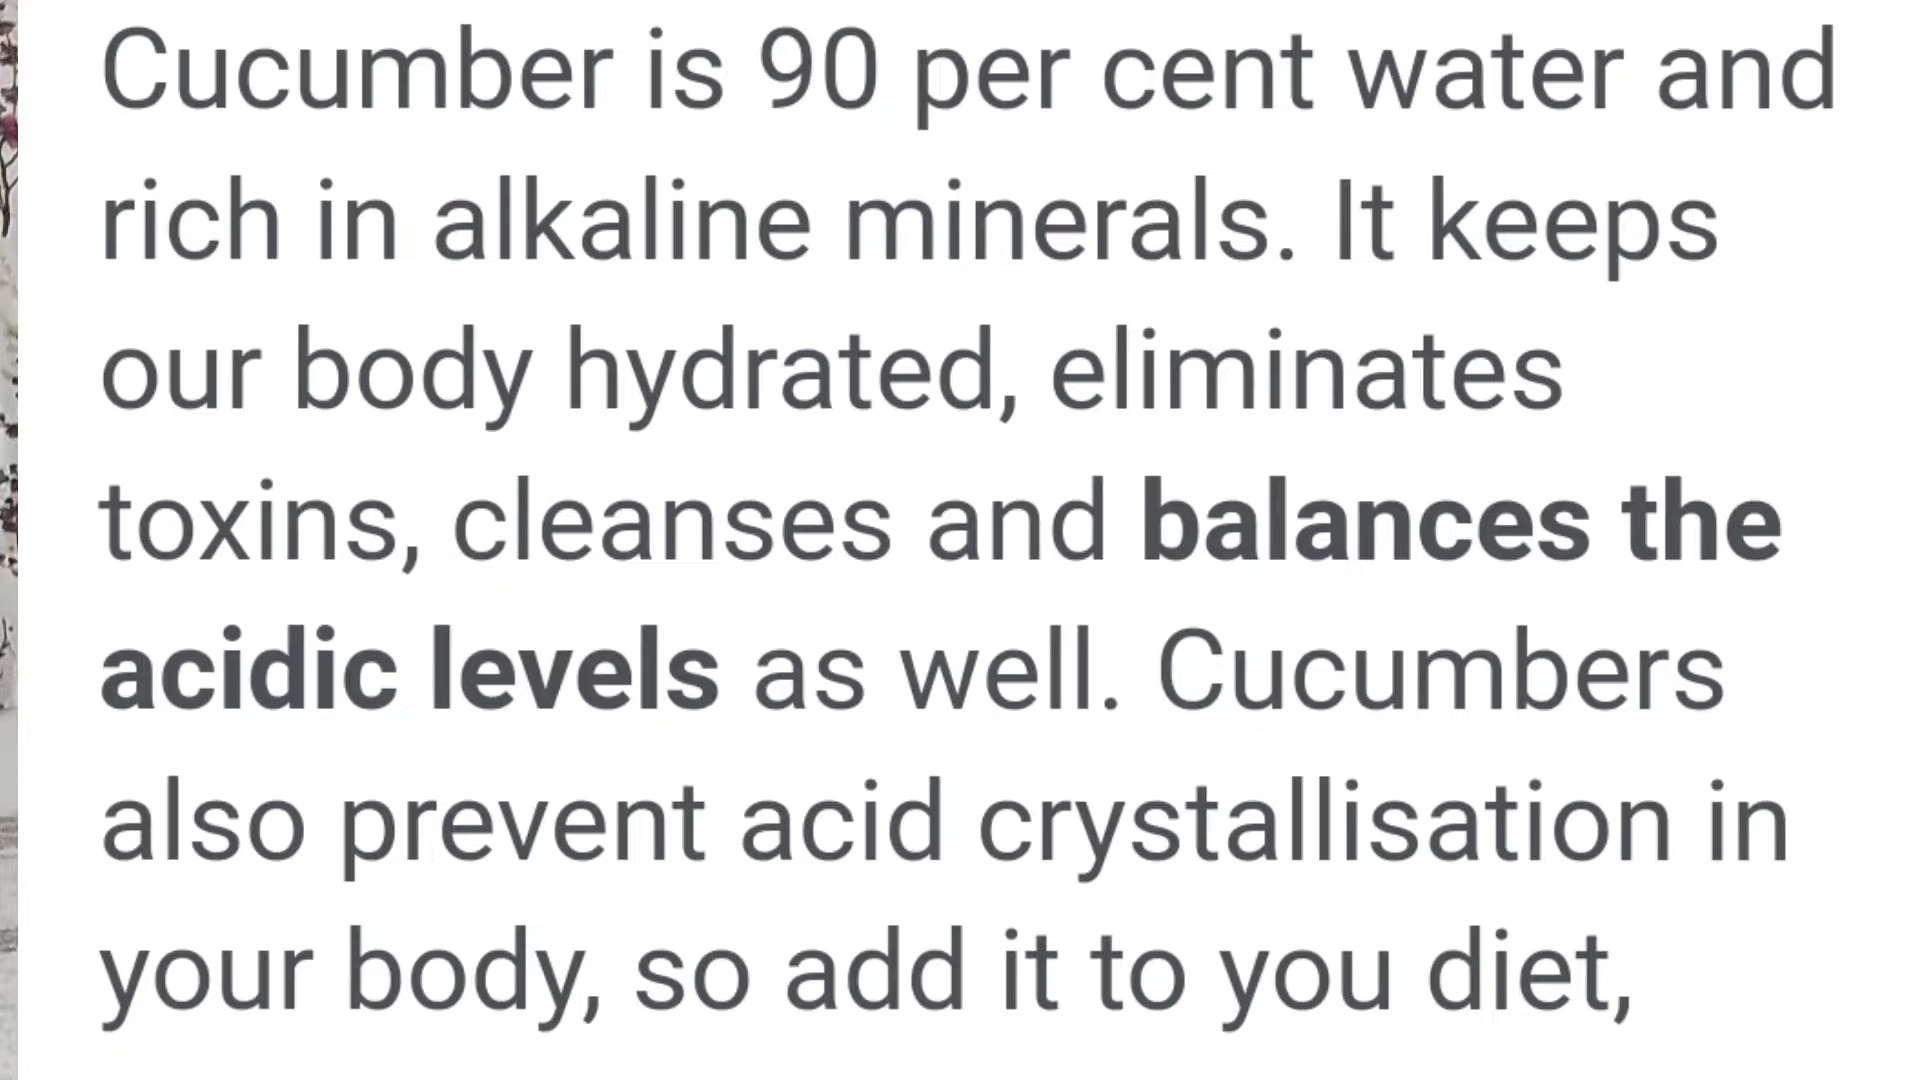 Cucumber is 90 per cent water and
rich in alkaline minerals. It keeps
our body hydrated, eliminates
toxins, cleanses and balances the
acidic levels as well. Cucumbers
also prevent acid crystallisation in
your body, so add it to you diet,